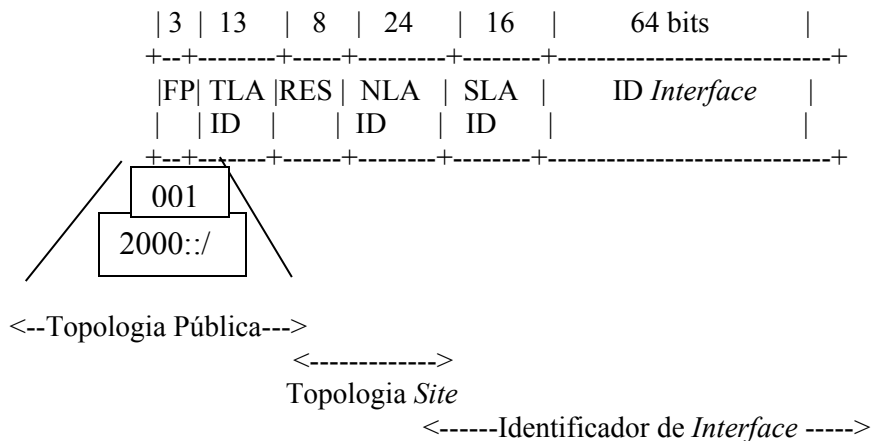 | 3 | 13 | 8 | 24 | 16 | 64 bits |
+--+---------+------+---------+--------+------------------------------+
|FP| TLA |RES | NLA | SLA | ID Interface |
| | ID | | ID | ID | |
+--+---------+------+---------+--------+------------------------------+
001
2000::/
<--Topologia Pública--->
<------------->
Topologia Site
<------Identificador de Interface ----->